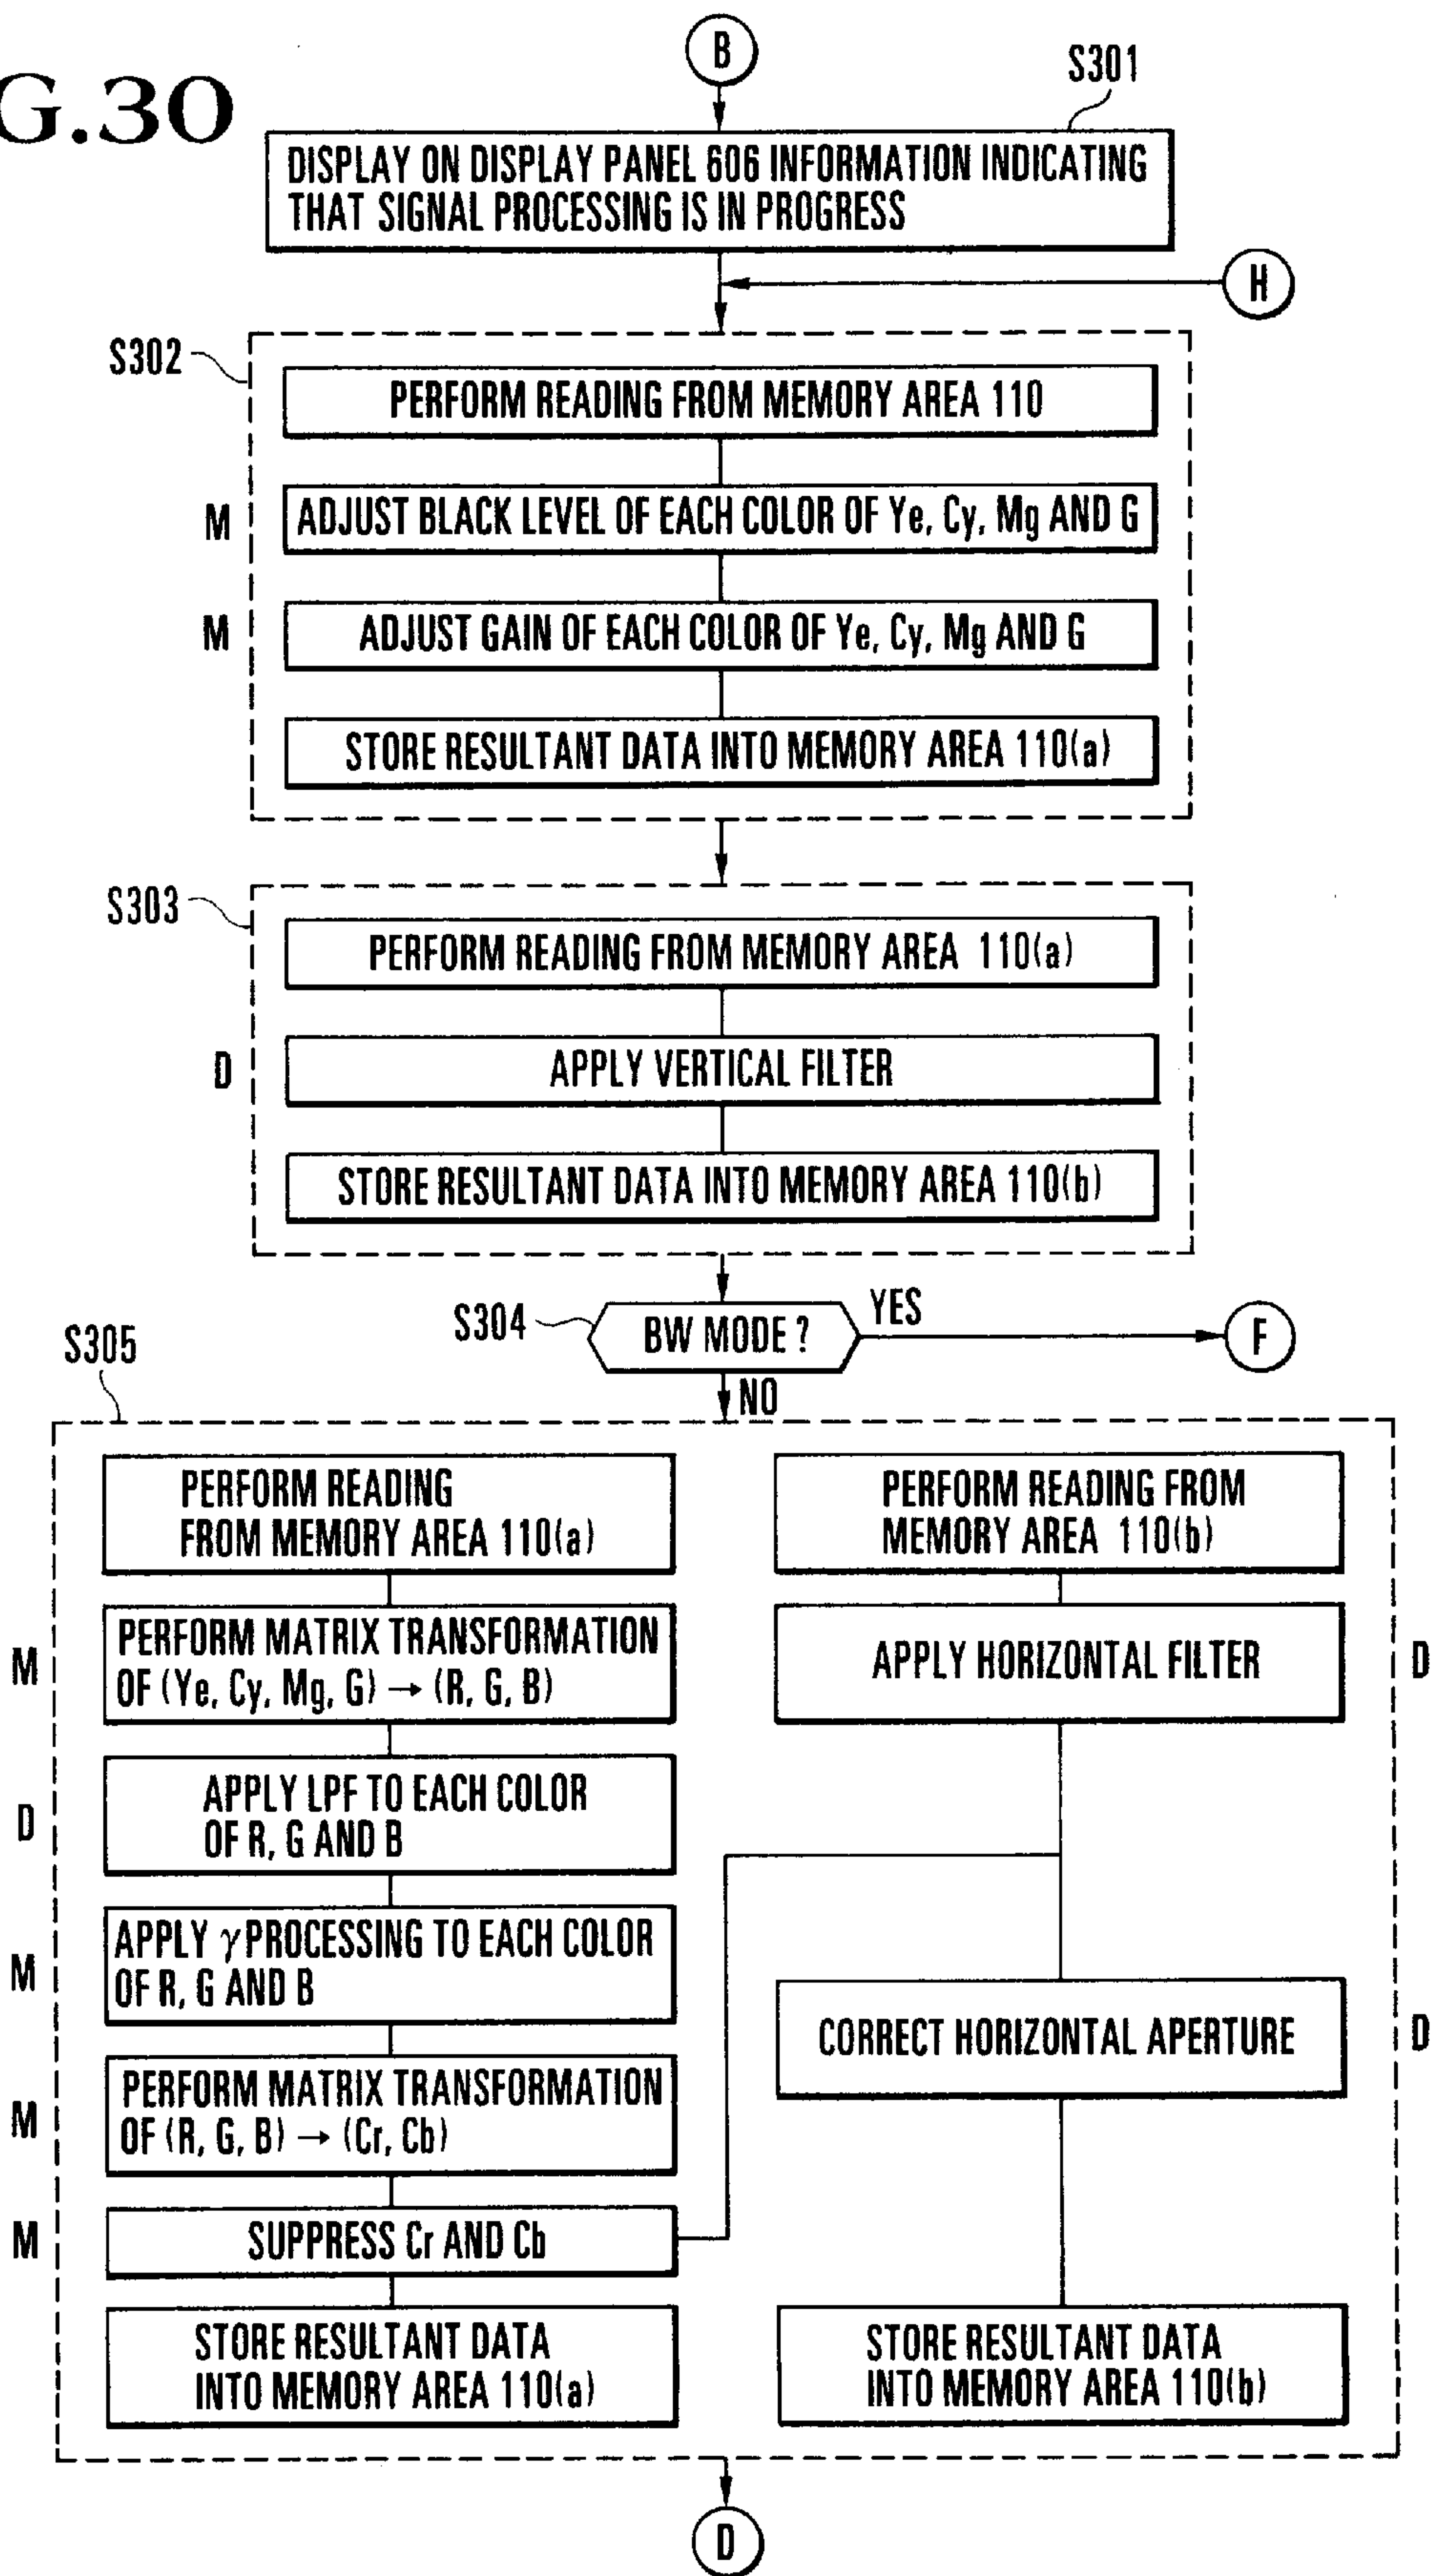 G.30
B
S301
DISPLAY ON DISPLAY PANEL 606 INFORMATION INDICATING
THAT SIGNAL PROCESSING IS IN PROGRESS
H
S302
PERFORM READING FROM MEMORY AREA 110
M
ADJUST BLACK LEVEL OF EACH COLOR OF Ye, Cy, Mg AND G
M
ADJUST GAIN OF EACH COLOR OF Ye, Cy, Mg AND G
STORE RESULTANT DATA INTO MEMORY AREA 110(a)
S303
PERFORM READING FROM MEMORY AREA 110(a)
D
APPLY VERTICAL FILTER
STORE RESULTANT DATA INTO MEMORY AREA 110(b)
S304
BW MODE ?
YES
F
NO
S305
PERFORM READING
FROM MEMORY AREA 110(a)
M
PERFORM MATRIX TRANSFORMATION
OF (Ye, Cy, Mg, G) → (R, G, B)
D
APPLY LPF TO EACH COLOR
OF R, G AND B
M
APPLY γ PROCESSING TO EACH COLOR
OF R, G AND B
M
PERFORM MATRIX TRANSFORMATION
OF (R, G, B) → (Cr, Cb)
M
SUPPRESS Cr AND Cb
STORE RESULTANT DATA
INTO MEMORY AREA 110(a)
PERFORM READING FROM
MEMORY AREA 110(b)
APPLY HORIZONTAL FILTER
D
CORRECT HORIZONTAL APERTURE
D
STORE RESULTANT DATA
INTO MEMORY AREA 110(b)
D